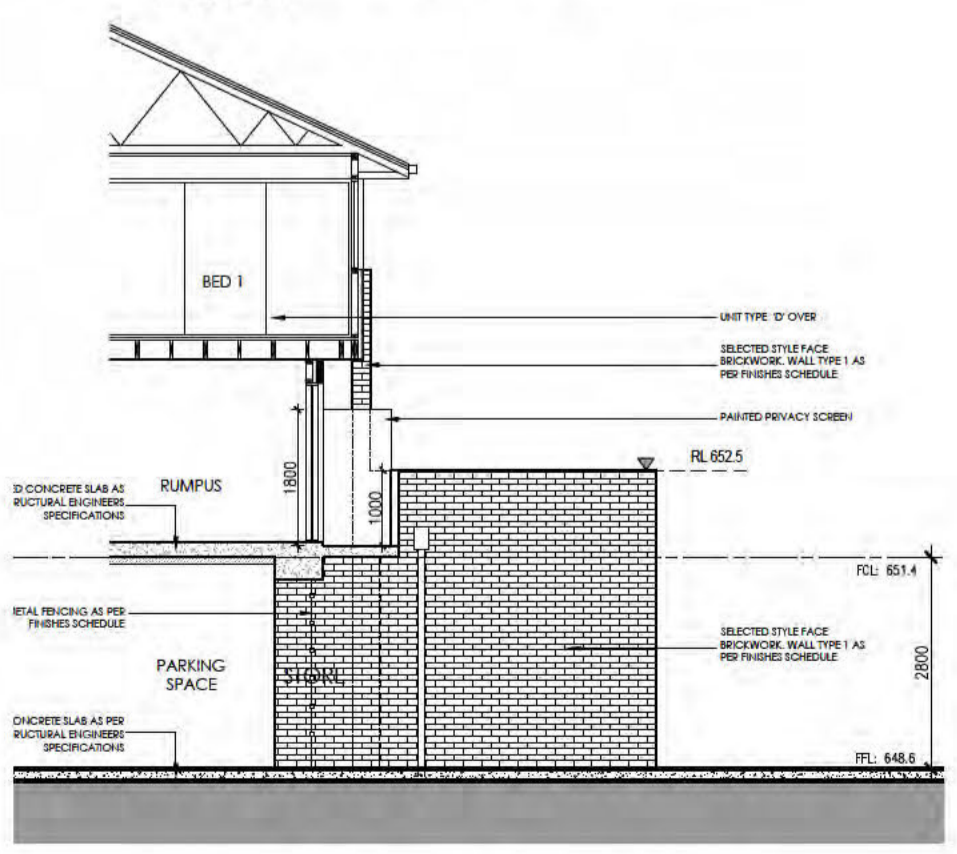 BED 1
UNIT TYPE 'D' OVER
SELECTED STYLE FACE
BRICKWORK. WALL TYPE 1 AS
PER FINISHES SCHEDULE
PAINTED PRIVACY SCREEN
RL 652.5
1800
1000
RUMPUS
D CONCRETE SLAB AS
RUCTURAL ENGINEERS
SPECIFICATIONS
FCL: 651.4
ETAL FENCING AS PER
FINISHES SCHEDULE
SELECTED STYLE FACE
BRICKWORK. WALL TYPE 1 AS
PER FINISHES SCHEDULE
2800
PARKING
SPACE
ONCRETE SLAB AS PER
RUCTURAL ENGINEERS
SPECIFICATIONS
FFL: 648.6